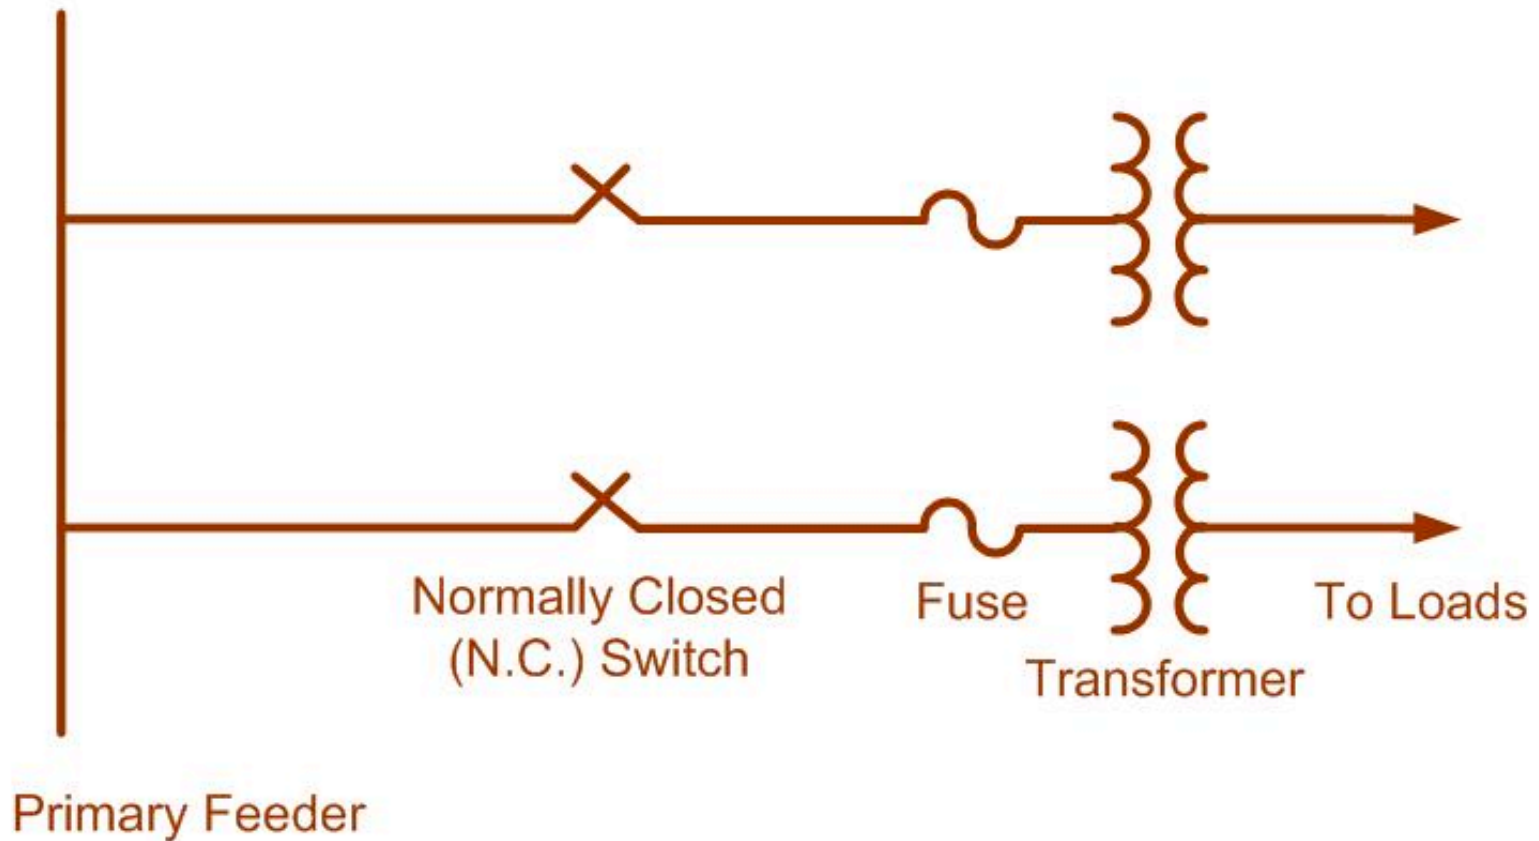 Normally Closed
(N.C.) Switch
Fuse
Transformer
To Loads
Primary Feeder